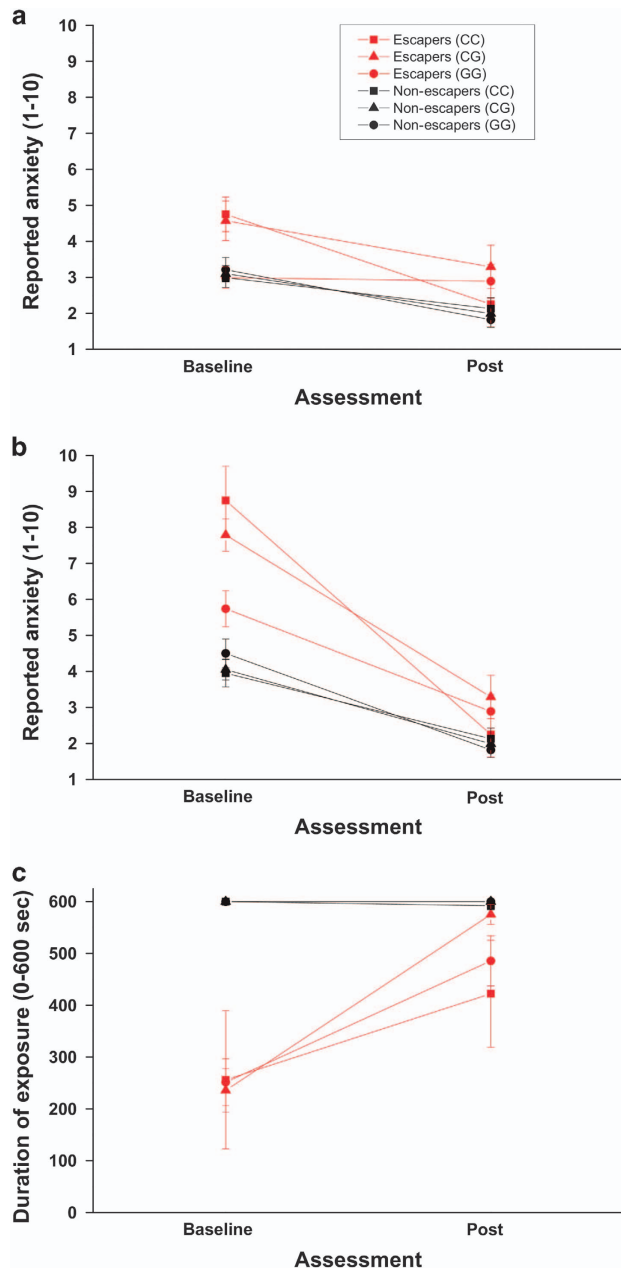 a
10
9
8
7
6
5
4
3
2
1
Reported anxiety (1-10)
Escapers (CC)
Escapers (CG)
Escapers (GG)
Non-escapers (CC)
Non-escapers (CG)
Non-escapers (GG)
Baseline
Post
Assessment
b
10
9
8
7
6
5
4
3
2
1
Reported anxiety (1-10)
Baseline
Post
Assessment
c
600
500
400
300
200
100
0
Duration of exposure (0-600 sec)
Baseline
Post
Assessment